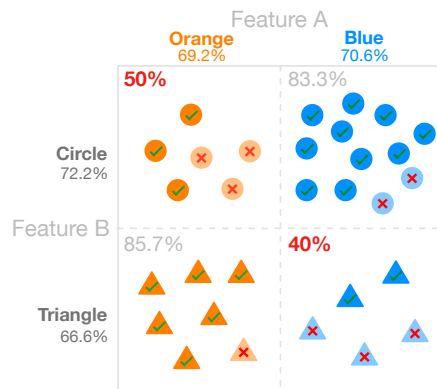 Feature A
Orange
69.2%
Blue
70.6%
50%
83.3%
Circle
72.2%
Feature B
85.7%
40%
Triangle
66.6%